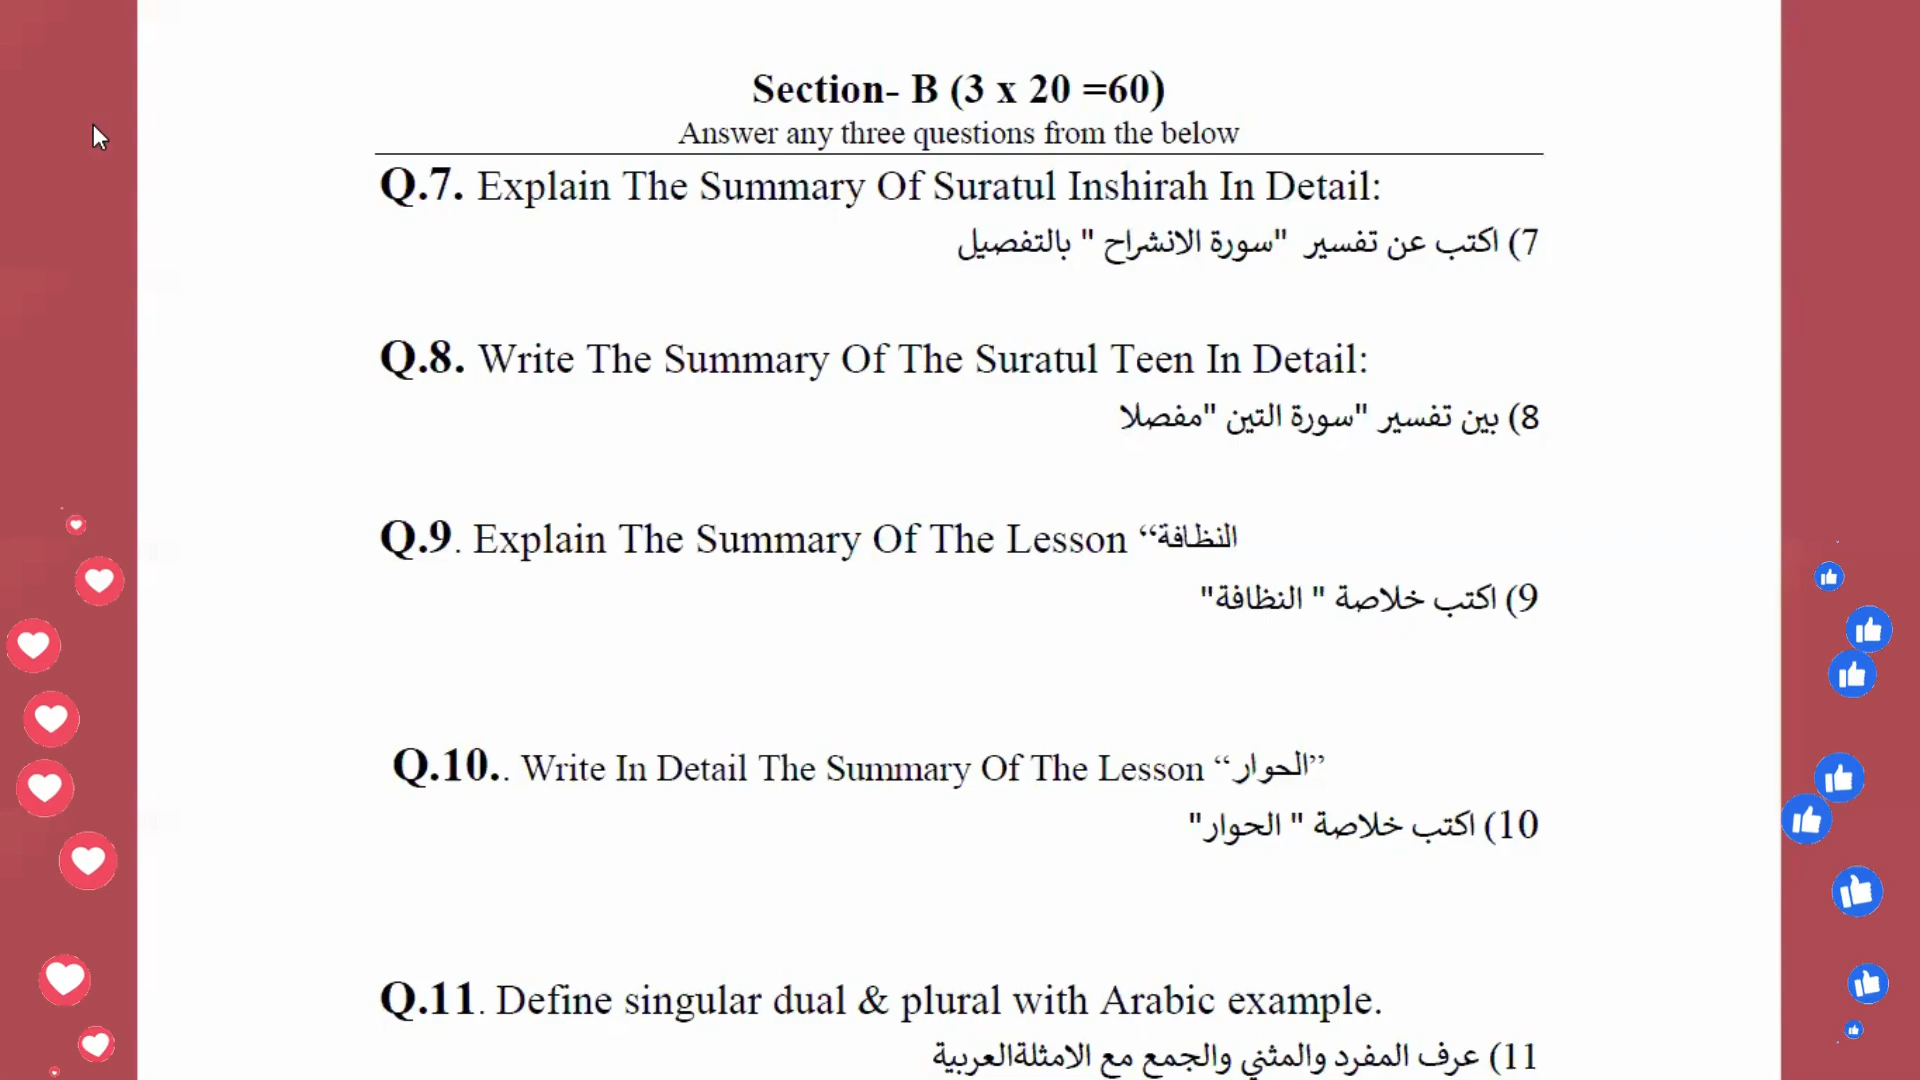 Section- B (3 x 20 =60)
Answer any three questions from the below
Q.7. Explain The Summary Of Suratul Inshirah In Detail:
7) اكتب عن تفسير "سورة الانشراح " بالتفصيل
Q.8. Write The Summary Of The Suratul Teen In Detail:
8) بين تفسير "سورة التين "مفصلا
Q.9. Explain The Summary Of The Lesson “النظافة
9) اكتب خلاصة " النظافة"
Q.10.. Write In Detail The Summary Of The Lesson “الحوار”
10) اكتب خلاصة " الحوار"
Q.11. Define singular dual & plural with Arabic example.
11) عرف المفرد والمثني والجمع مع الامثلةالعربية